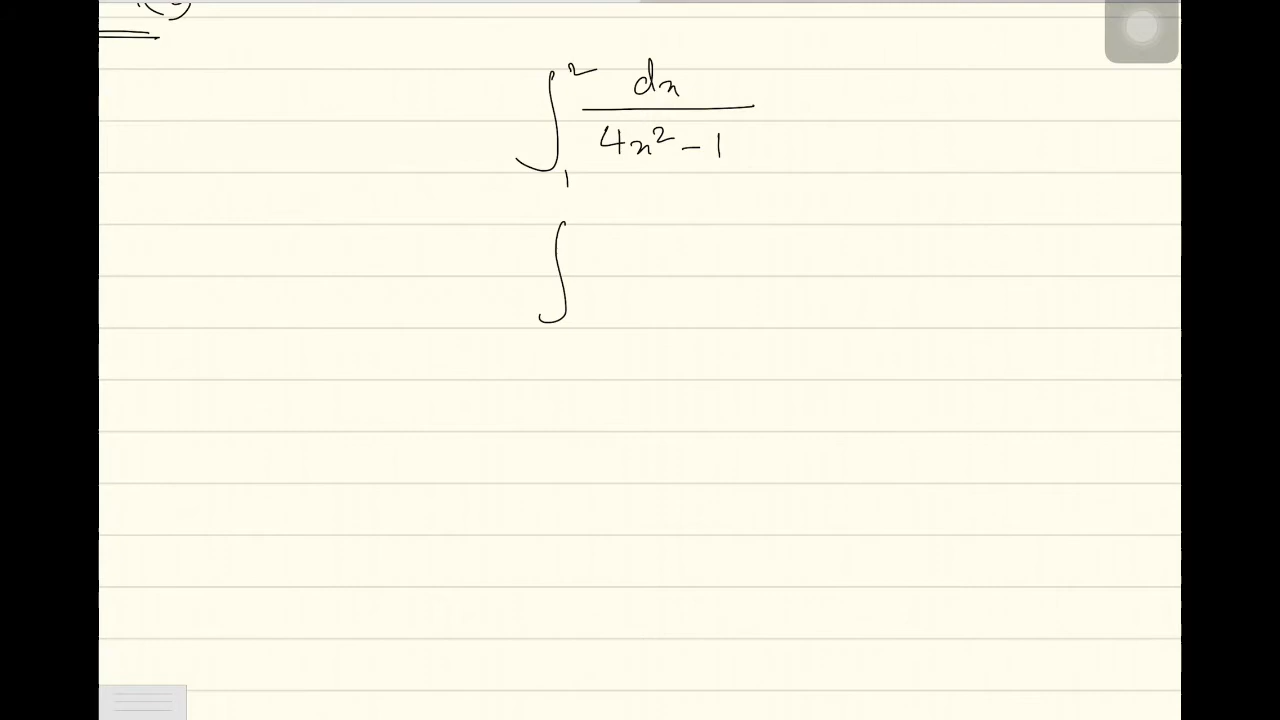 ∫₁² dx / (4x² − 1)
∫